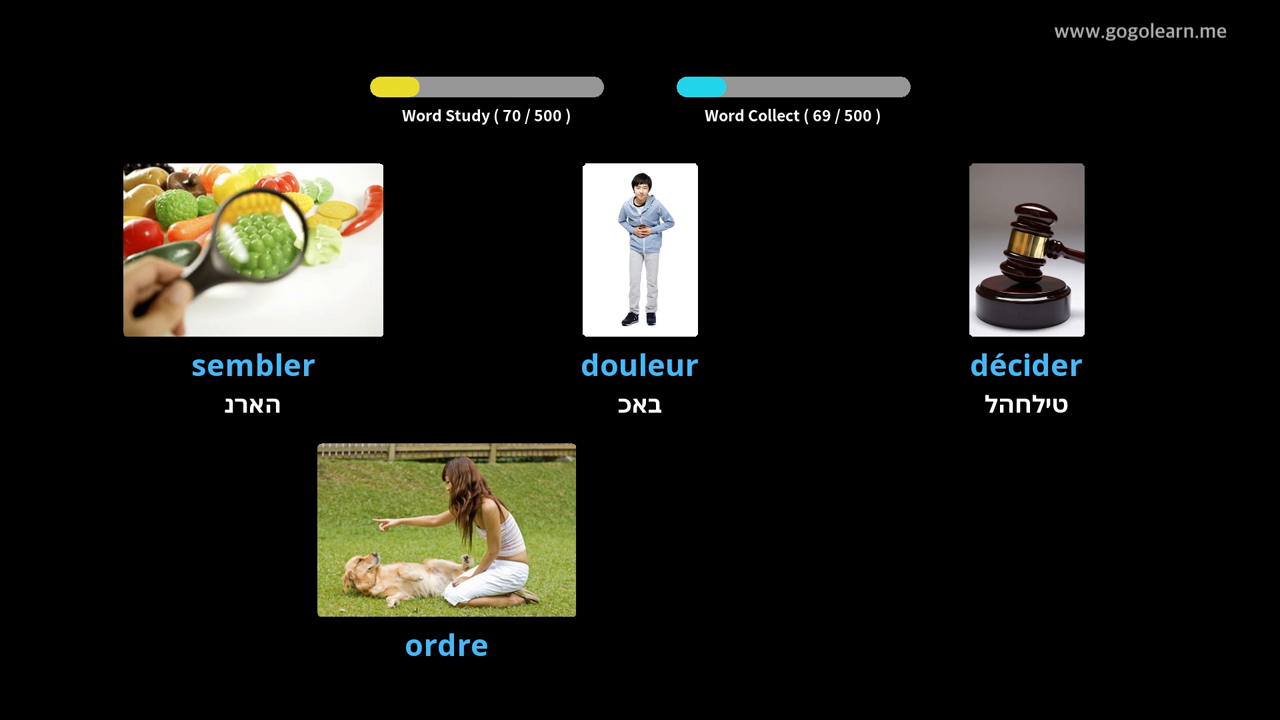 www.gogolearn.me
Word Study ( 70 / 500 )
Word Collect ( 69 / 500 )
sembler
douleur
décider
הארנ
באכ
טילחהל
ordre